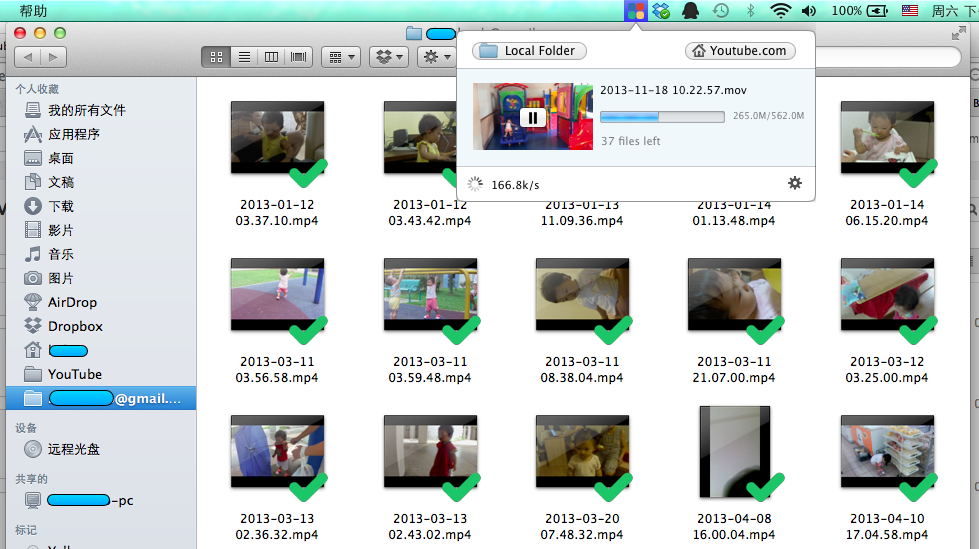 帮助
100%
周六 下
Local Folder
Youtube.com
2013-11-18 10.22.57.mov
265.0M/562.0M
37 files left
166.8k/s
个人收藏
我的所有文件
应用程序
桌面
文稿
下载
影片
音乐
图片
AirDrop
Dropbox
YouTube
@gmail....
设备
远程光盘
共享的
-pc
标记
2013-01-12
03.37.10.mp4
2013-01-12
03.43.42.mp4
2013-01-13
11.09.36.mp4
2013-01-14
01.13.48.mp4
2013-01-14
06.15.20.mp4
2013-03-11
03.56.58.mp4
2013-03-11
03.59.48.mp4
2013-03-11
08.38.04.mp4
2013-03-11
21.07.00.mp4
2013-03-12
03.25.00.mp4
2013-03-13
02.36.32.mp4
2013-03-13
02.43.02.mp4
2013-03-20
07.48.32.mp4
2013-04-08
16.00.04.mp4
2013-04-10
17.04.58.mp4